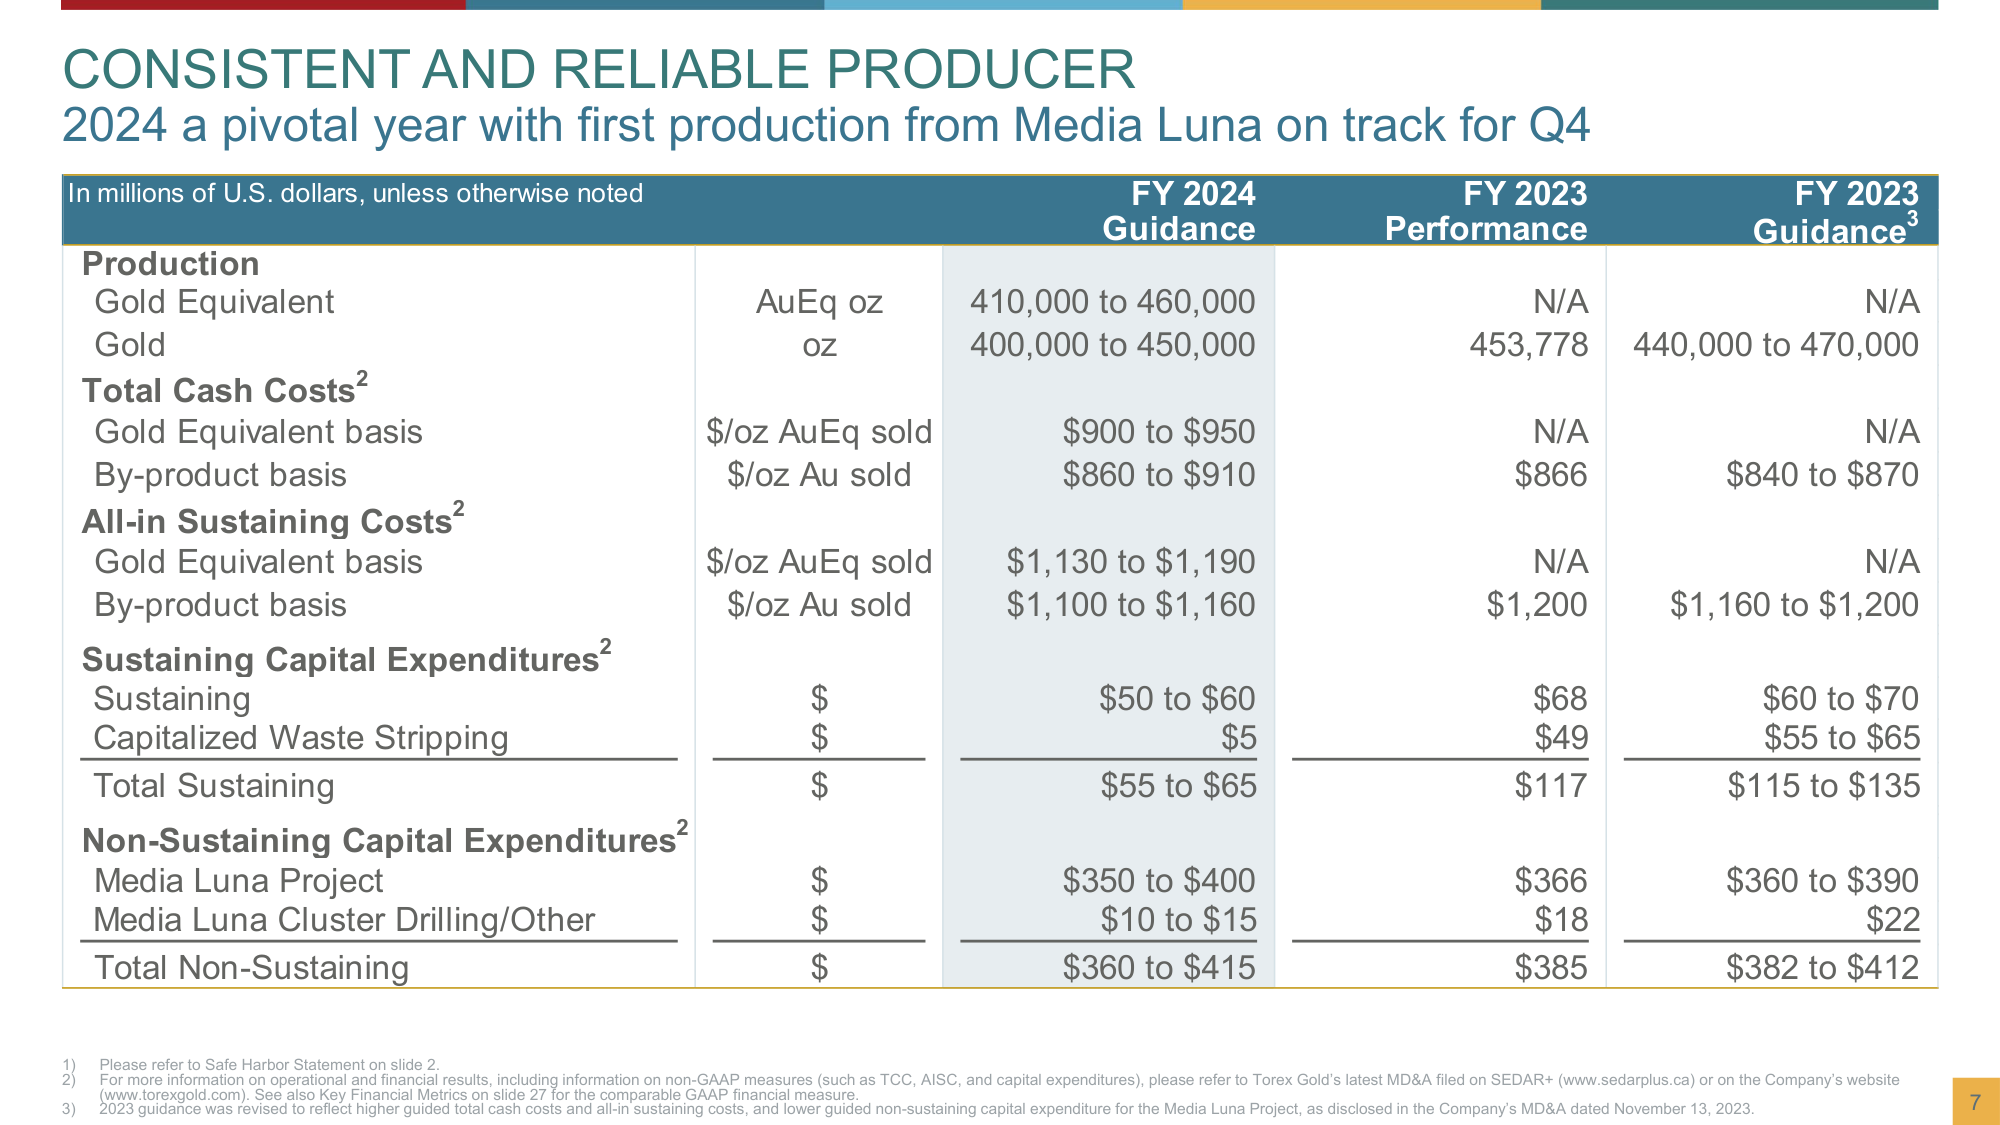 CONSISTENT AND RELIABLE PRODUCER
2024 a pivotal year with first production from Media Luna on track for Q4
In millions of U.S. dollars, unless otherwise noted FY 2024 Guidance FY 2023 Performance FY 2023 Guidance3
Production
Gold Equivalent AuEq oz 410,000 to 460,000 N/A N/A
Gold oz 400,000 to 450,000 453,778 440,000 to 470,000
Total Cash Costs2
Gold Equivalent basis $/oz AuEq sold $900 to $950 N/A N/A
By-product basis $/oz Au sold $860 to $910 $866 $840 to $870
All-in Sustaining Costs2
Gold Equivalent basis $/oz AuEq sold $1,130 to $1,190 N/A N/A
By-product basis $/oz Au sold $1,100 to $1,160 $1,200 $1,160 to $1,200
Sustaining Capital Expenditures2
Sustaining $ $50 to $60 $68 $60 to $70
Capitalized Waste Stripping $ $5 $49 $55 to $65
Total Sustaining $ $55 to $65 $117 $115 to $135
Non-Sustaining Capital Expenditures2
Media Luna Project $ $350 to $400 $366 $360 to $390
Media Luna Cluster Drilling/Other $ $10 to $15 $18 $22
Total Non-Sustaining $ $360 to $415 $385 $382 to $412
1) Please refer to Safe Harbor Statement on slide 2.
2) For more information on operational and financial results, including information on non-GAAP measures (such as TCC, AISC, and capital expenditures), please refer to Torex Gold's latest MD&A filed on SEDAR+ (www.sedarplus.ca) or on the Company's website
(www.torexgold.com). See also Key Financial Metrics on slide 27 for the comparable GAAP financial measure.
3) 2023 guidance was revised to reflect higher guided total cash costs and all-in sustaining costs, and lower guided non-sustaining capital expenditure for the Media Luna Project, as disclosed in the Company's MD&A dated November 13, 2023.
7